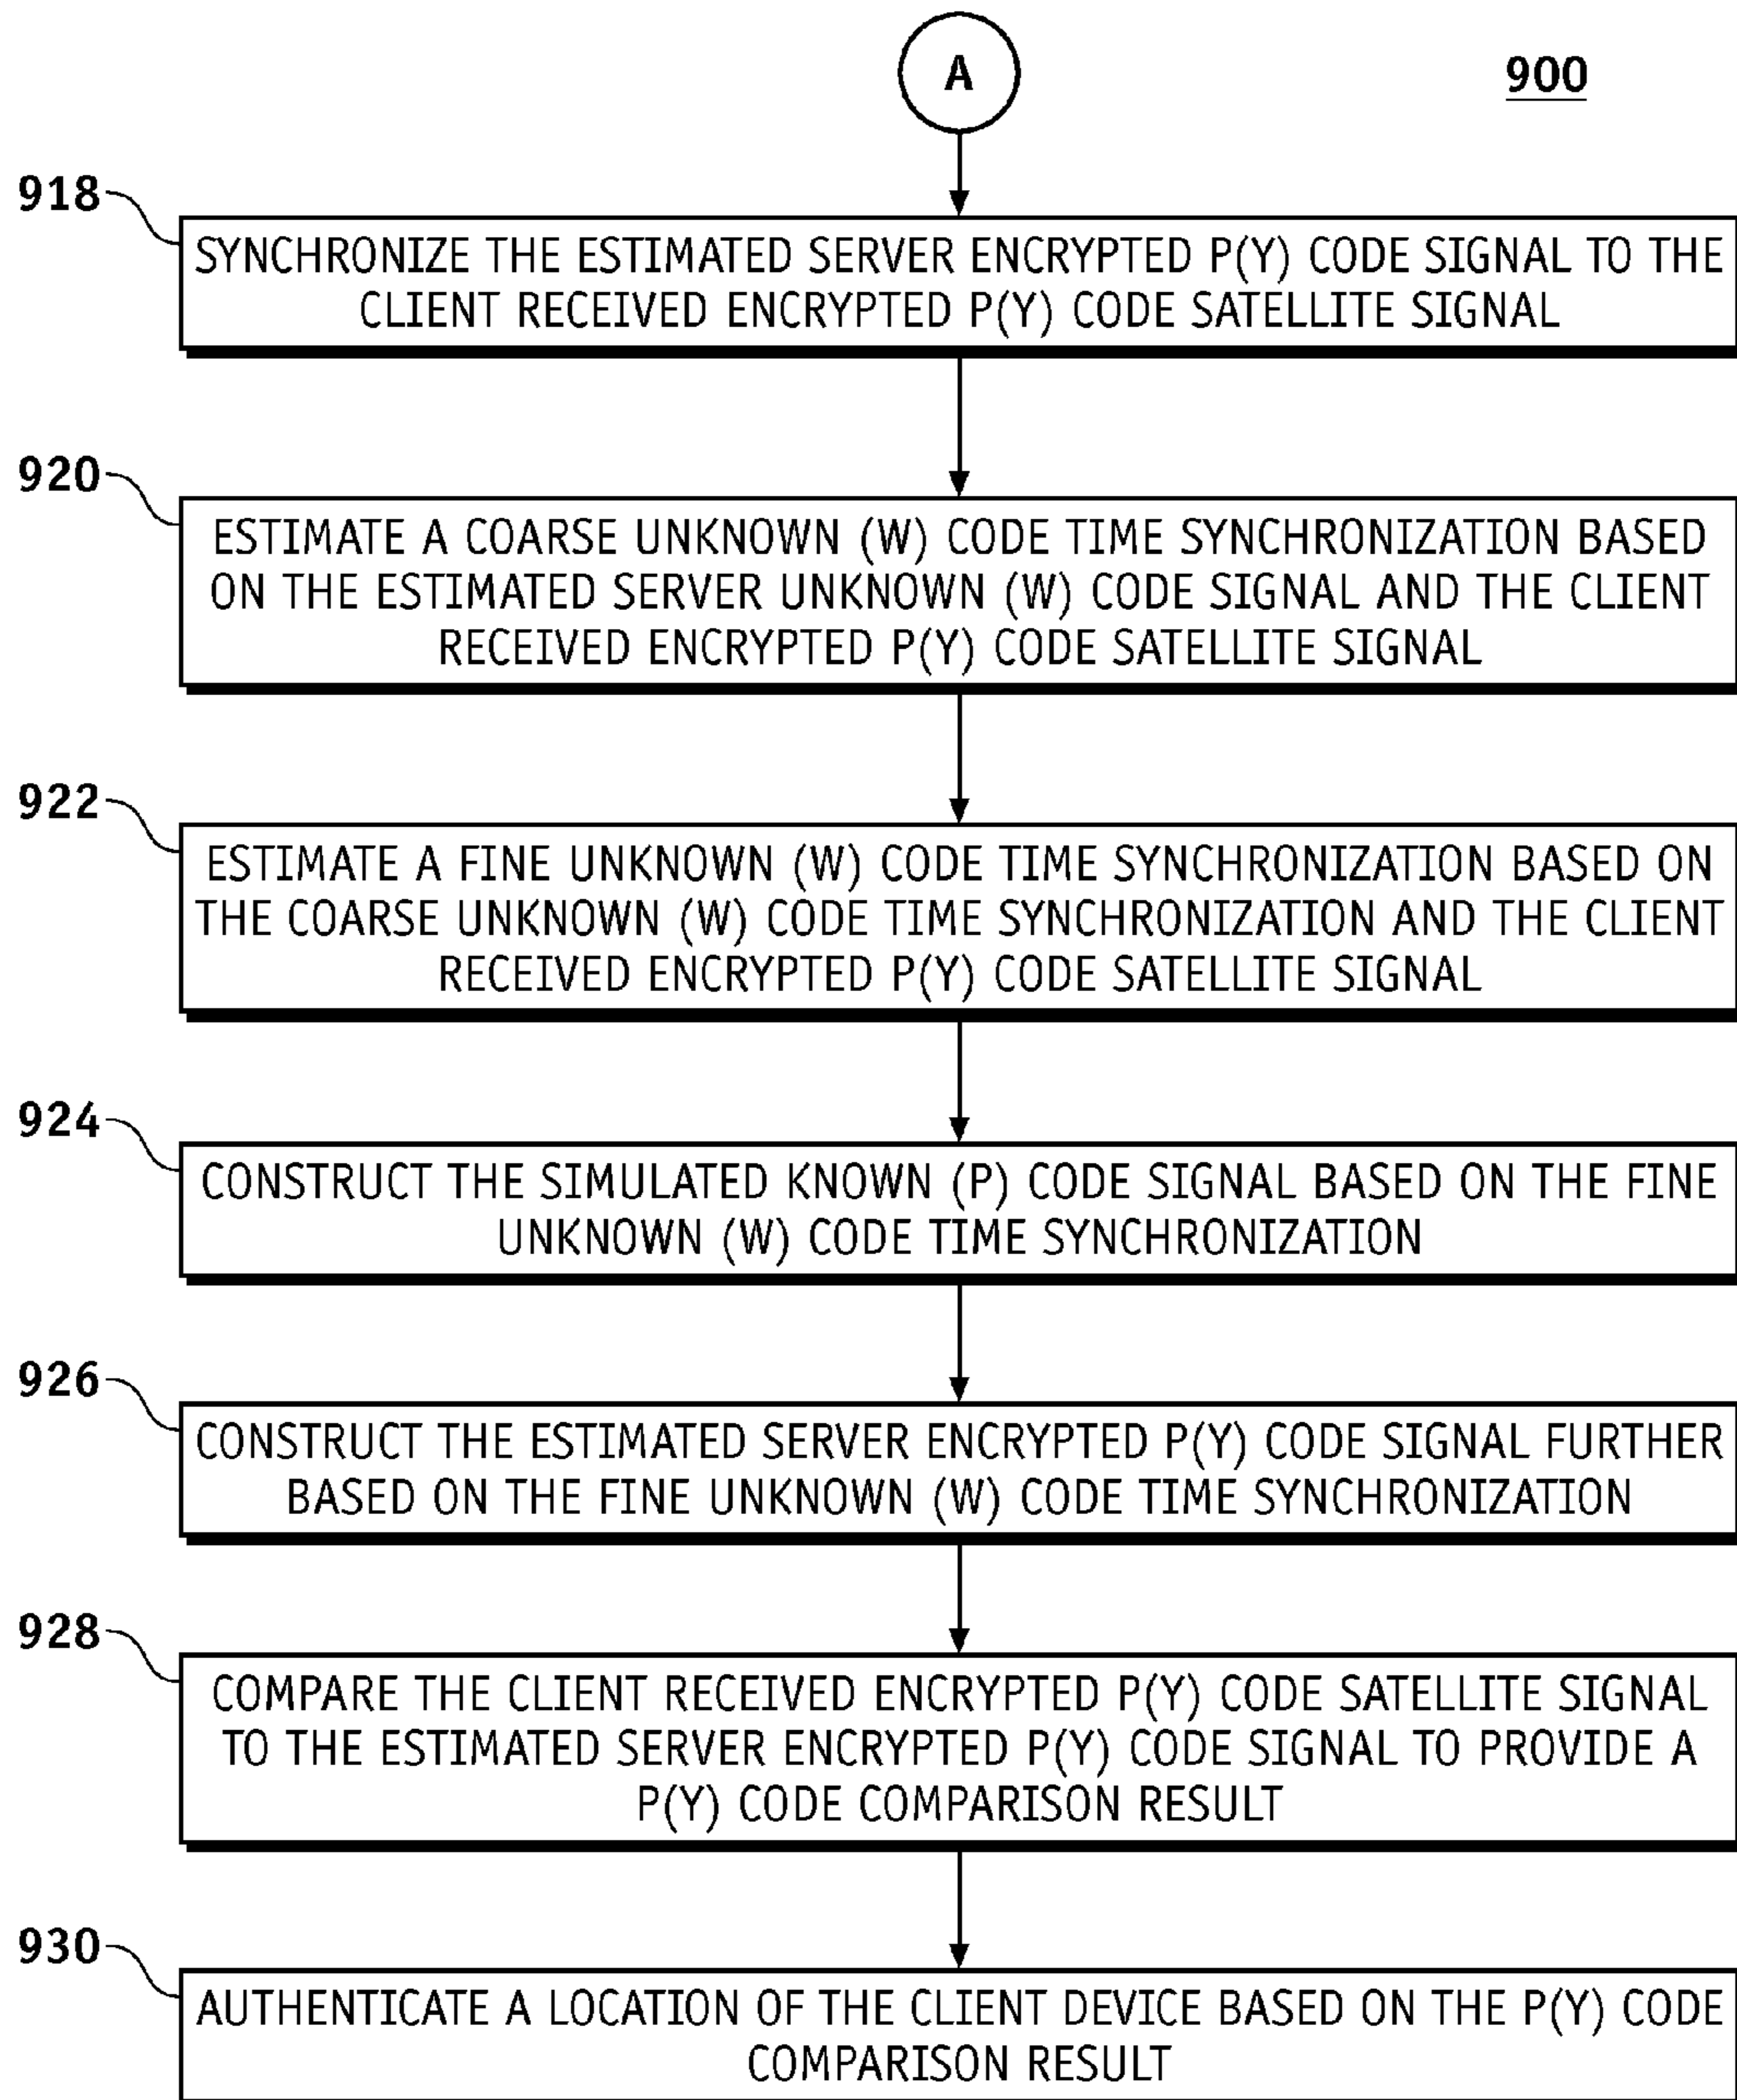 A
900
918
SYNCHRONIZE THE ESTIMATED SERVER ENCRYPTED P(Y) CODE SIGNAL TO THE
CLIENT RECEIVED ENCRYPTED P(Y) CODE SATELLITE SIGNAL
920
ESTIMATE A COARSE UNKNOWN (W) CODE TIME SYNCHRONIZATION BASED
ON THE ESTIMATED SERVER UNKNOWN (W) CODE SIGNAL AND THE CLIENT
RECEIVED ENCRYPTED P(Y) CODE SATELLITE SIGNAL
922
ESTIMATE A FINE UNKNOWN (W) CODE TIME SYNCHRONIZATION BASED ON
THE COARSE UNKNOWN (W) CODE TIME SYNCHRONIZATION AND THE CLIENT
RECEIVED ENCRYPTED P(Y) CODE SATELLITE SIGNAL
924
CONSTRUCT THE SIMULATED KNOWN (P) CODE SIGNAL BASED ON THE FINE
UNKNOWN (W) CODE TIME SYNCHRONIZATION
926
CONSTRUCT THE ESTIMATED SERVER ENCRYPTED P(Y) CODE SIGNAL FURTHER
BASED ON THE FINE UNKNOWN (W) CODE TIME SYNCHRONIZATION
928
COMPARE THE CLIENT RECEIVED ENCRYPTED P(Y) CODE SATELLITE SIGNAL
TO THE ESTIMATED SERVER ENCRYPTED P(Y) CODE SIGNAL TO PROVIDE A
P(Y) CODE COMPARISON RESULT
930
AUTHENTICATE A LOCATION OF THE CLIENT DEVICE BASED ON THE P(Y) CODE
COMPARISON RESULT